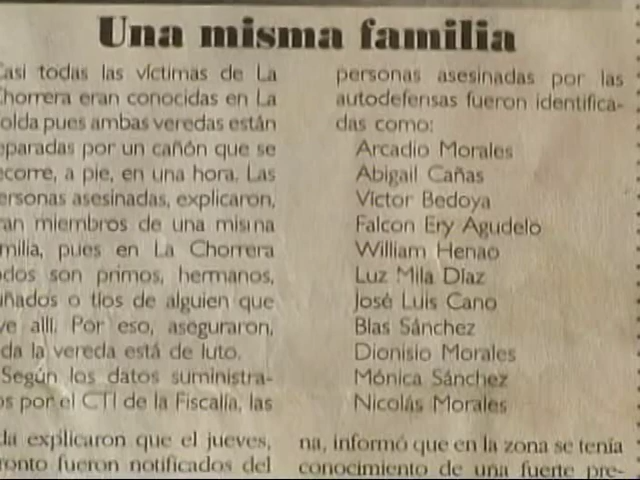 Una misma familia
Casi todas las víctimas de La
Chorrera eran conocidas en La
olda pues ambas veredas están
eparadas por un cañón que se
ecorre, a pie, en una hora. Las
ersonas asesinadas, explicaron,
ran miembros de una misma
milia, pues en La Chorrera
dos son primos, hermanos,
uñados o tíos de alguien que
ve allí. Por eso, aseguraron,
da la vereda está de luto.
Según los datos suministra-
os por el CTI de la Fiscalía, las
personas asesinadas por las
autodefensas fueron identifica-
das como:
Arcadio Morales
Abigail Cañas
Víctor Bedoya
Falcon Ery Agudelo
William Henao
Luz Mila Díaz
José Luis Cano
Blas Sánchez
Dionisio Morales
Mónica Sánchez
Nicolás Morales
da explicaron que el jueves,
ronto fueron notificados del
na, informó que en la zona se tenía
conocimiento de una fuerte pre-